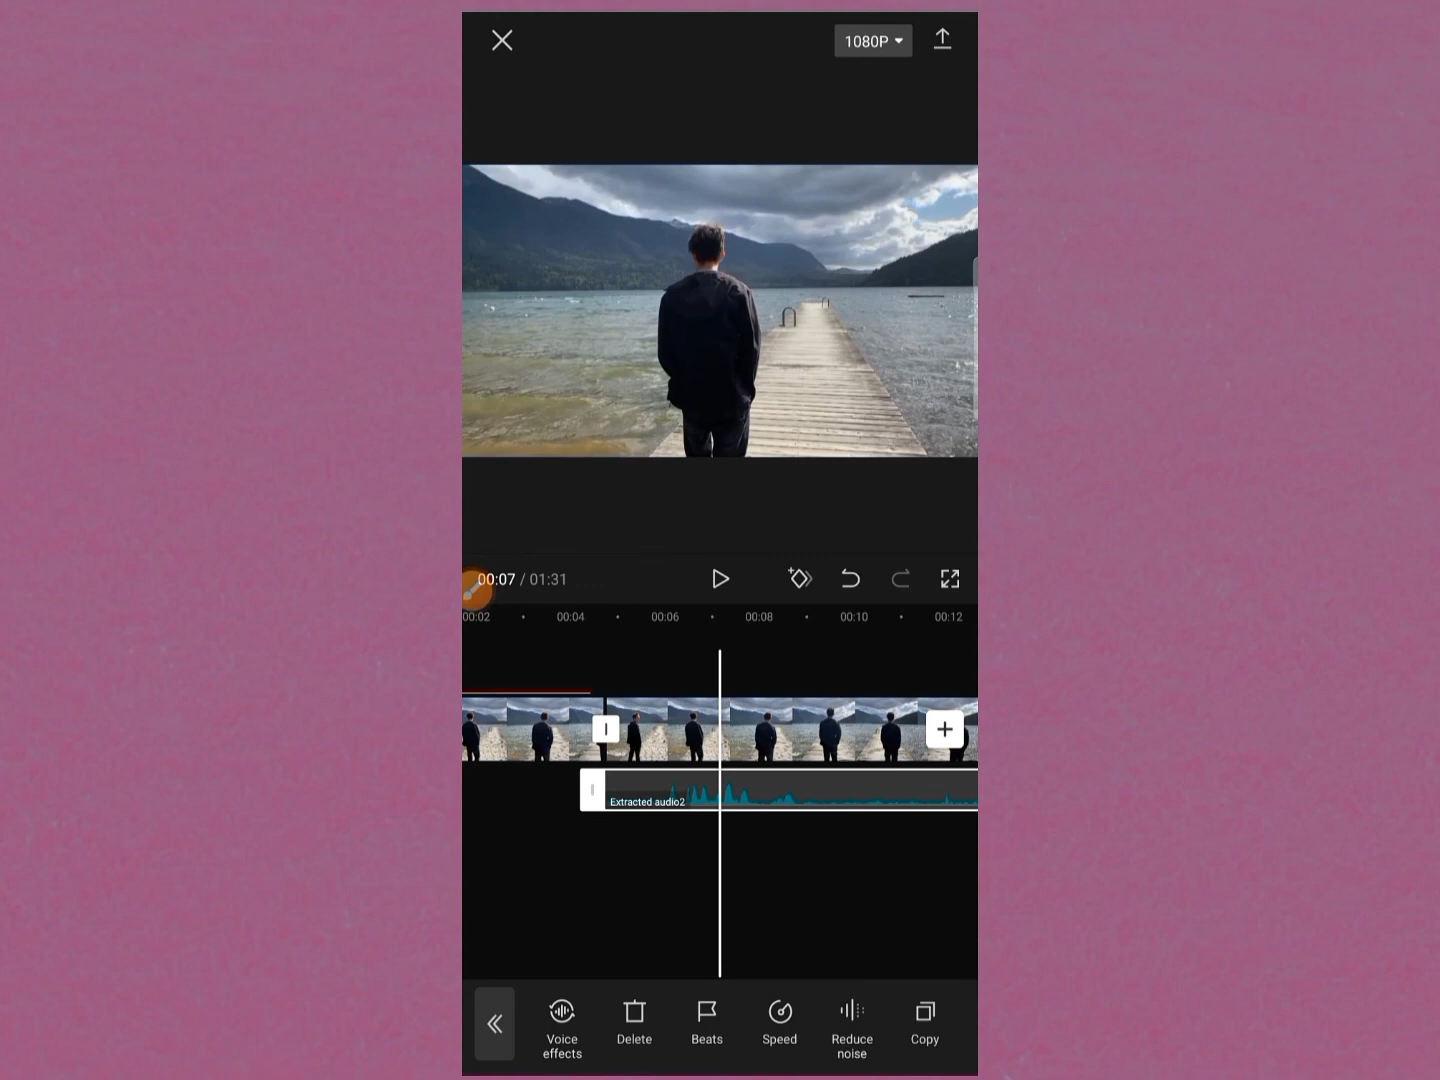 1080P
00:07 / 01:31
00:02 00:04 00:06 00:08 00:10 00:12
Extracted audio2
Voice effects
Delete
Beats
Speed
Reduce noise
Copy